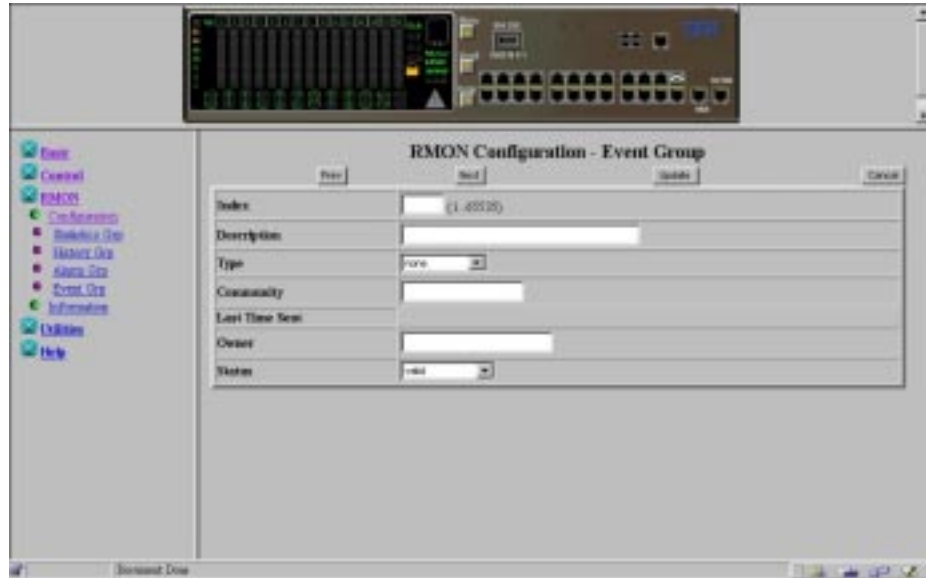 IBM
Basic
Control
RMON
Configuration
Statistics Grp
History Grp
Alarm Grp
Event Grp
Information
Utilities
Help
RMON Configuration - Event Group
Prev Next Update Cancel
Index (1..65535)
Description
Type none
Community
Last Time Sent
Owner
Status valid
Document: Done